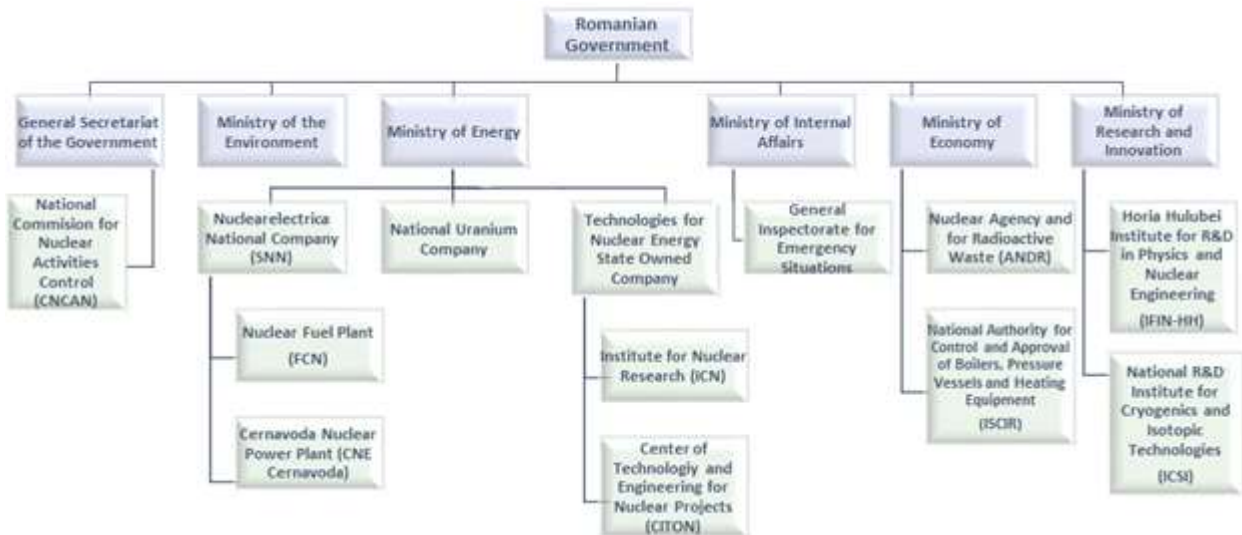 Romanian
Government
General Secretariat
of the Government
Ministry of the
Environment
Ministry of Energy
Ministry of Internal
Affairs
Ministry of
Economy
Ministry of
Research and
Innovation
National
Commision for
Nuclear
Activities
Control
(CNCAN)
Nuclearelectrica
National Company
(SNN)
National Uranium
Company
Technologies for
Nuclear Energy
State Owned
Company
General
Inspectorate for
Emergency
Situations
Nuclear Agency and
for Radioactive
Waste (ANDR)
Horia Hulubei
Institute for R&D
in Physics and
Nuclear
Engineering
(IFIN-HH)
Nuclear Fuel Plant
(FCN)
Institute for Nuclear
Research (ICN)
National Authority for
Control and Approval
of Boilers, Pressure
Vessels and Heating
Equipment
(ISCIR)
National R&D
Institute for
Cryogenics and
Isotopic
Technologies
(ICSI)
Cernavoda Nuclear
Power Plant (CNE
Cernavoda)
Center of
Technologiy and
Engineering for
Nuclear Projects
(CITON)